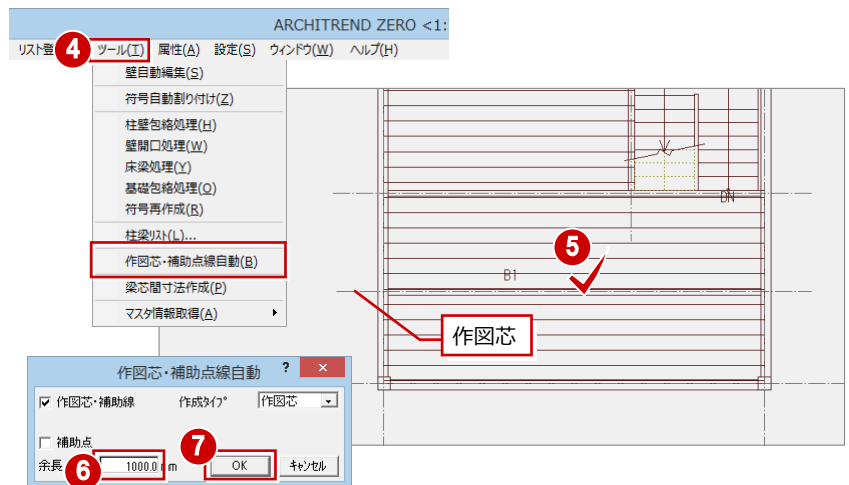 ARCHITREND ZERO <1:
リスト登 4 ツール(T) 属性(A) 設定(S) ウィンドウ(W) ヘルプ(H)
壁自動編集(S)
符号自動割り付け(Z)
柱壁包絡処理(H)
壁開口処理(W)
床梁処理(Y)
基礎包絡処理(O)
符号再作成(R)
柱梁リスト(L)...
作図芯・補助点線自動(B)
梁芯間寸法作成(P)
マスタ情報取得(A)
DN
5
B1
作図芯
作図芯・補助点線自動 ? ×
作図芯・補助線 作成タイプ 作図芯
補助点
余長 6 1000.0 mm 7 OK キャンセル